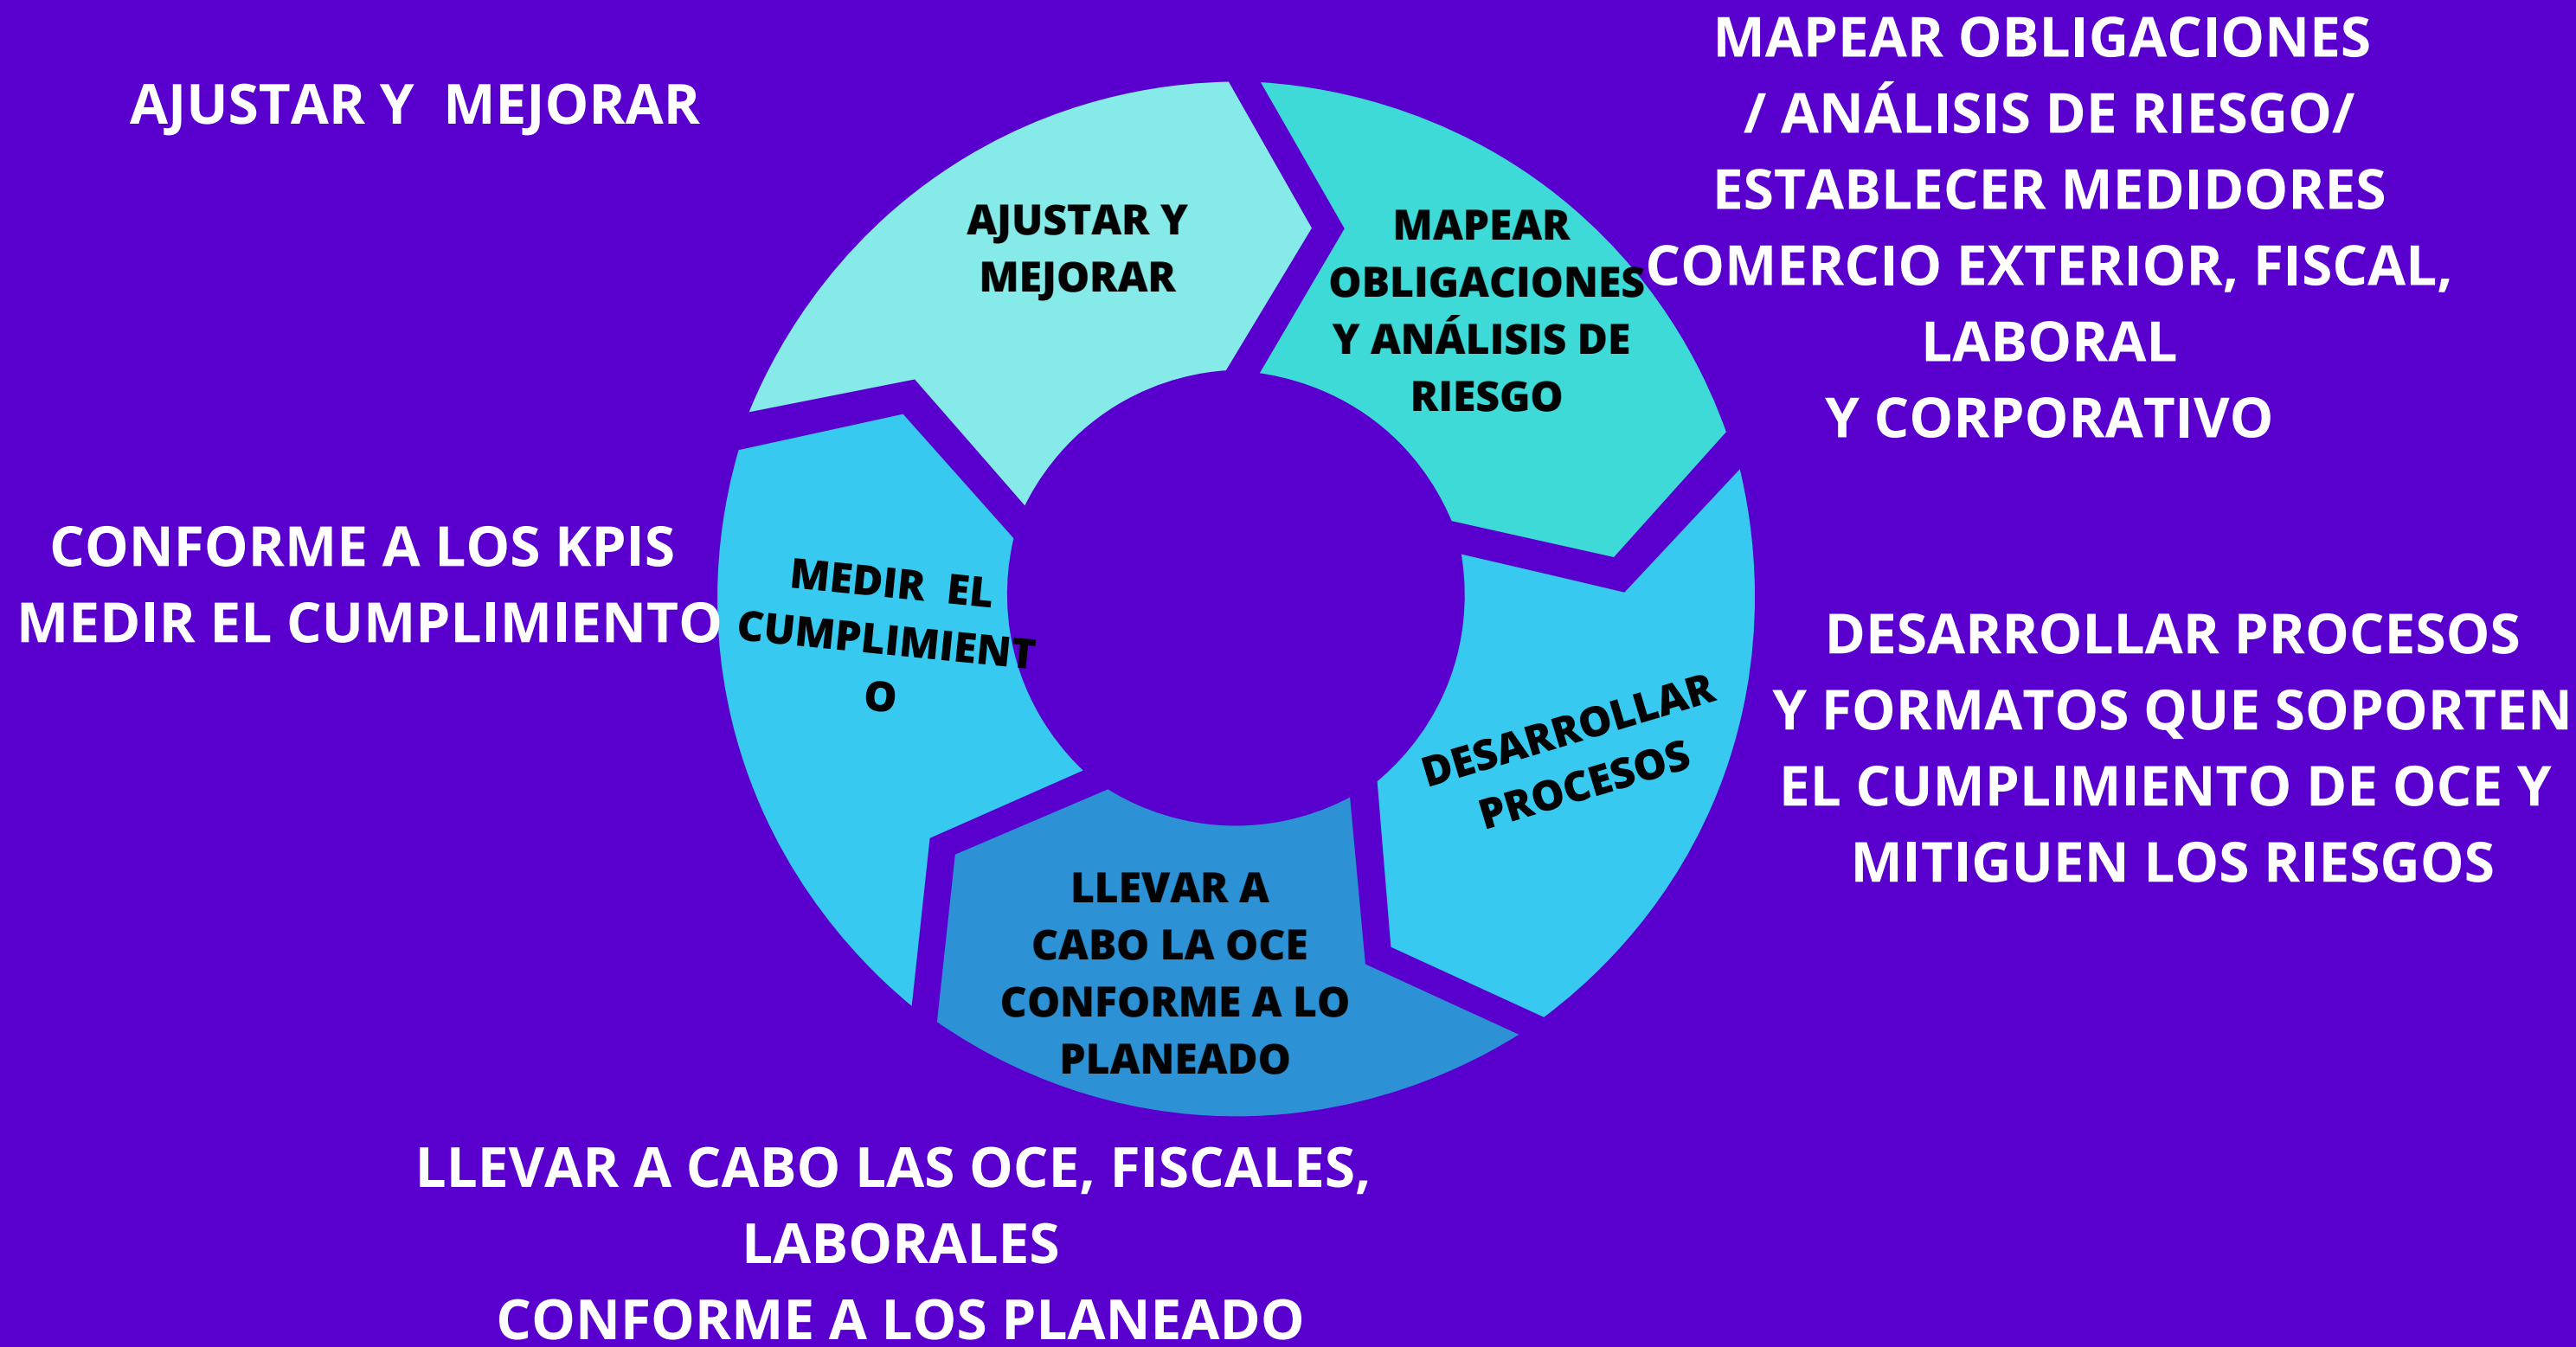 AJUSTAR Y  MEJORAR
MAPEAR OBLIGACIONES
/ ANÁLISIS DE RIESGO/
ESTABLECER MEDIDORES
COMERCIO EXTERIOR, FISCAL,
LABORAL
Y CORPORATIVO
AJUSTAR Y
MEJORAR
MAPEAR
OBLIGACIONES
Y ANÁLISIS DE
RIESGO
CONFORME A LOS KPIS
MEDIR EL CUMPLIMIENTO
MEDIR  EL
CUMPLIMIENT
O
DESARROLLAR
PROCESOS
DESARROLLAR PROCESOS
Y FORMATOS QUE SOPORTEN
EL CUMPLIMIENTO DE OCE Y
MITIGUEN LOS RIESGOS
LLEVAR A
CABO LA OCE
CONFORME A LO
PLANEADO
LLEVAR A CABO LAS OCE, FISCALES,
LABORALES
CONFORME A LOS PLANEADO